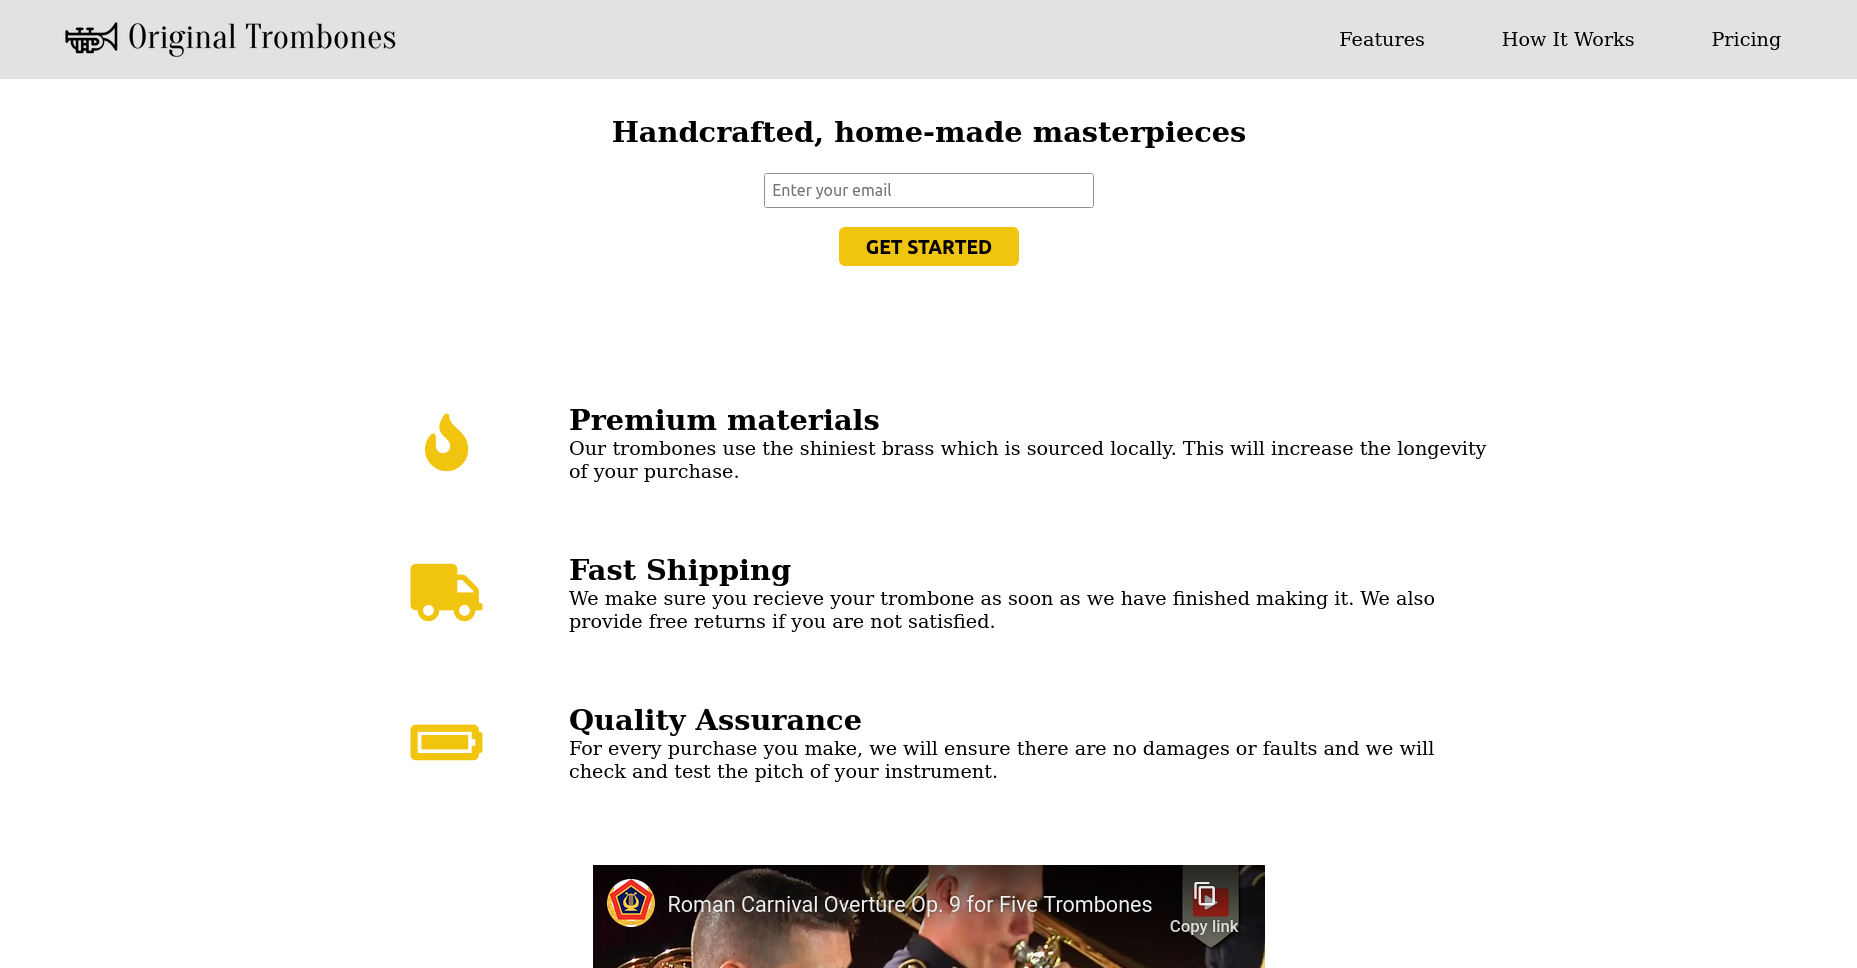 Original Trombones
Features
How It Works
Pricing
Handcrafted, home-made masterpieces
Enter your email
GET STARTED
Premium materials
Our trombones use the shiniest brass which is sourced locally. This will increase the longevity
of your purchase.
Fast Shipping
We make sure you recieve your trombone as soon as we have finished making it. We also
provide free returns if you are not satisfied.
Quality Assurance
For every purchase you make, we will ensure there are no damages or faults and we will
check and test the pitch of your instrument.
Roman Carnival Overture Op. 9 for Five Trombones
Copy link